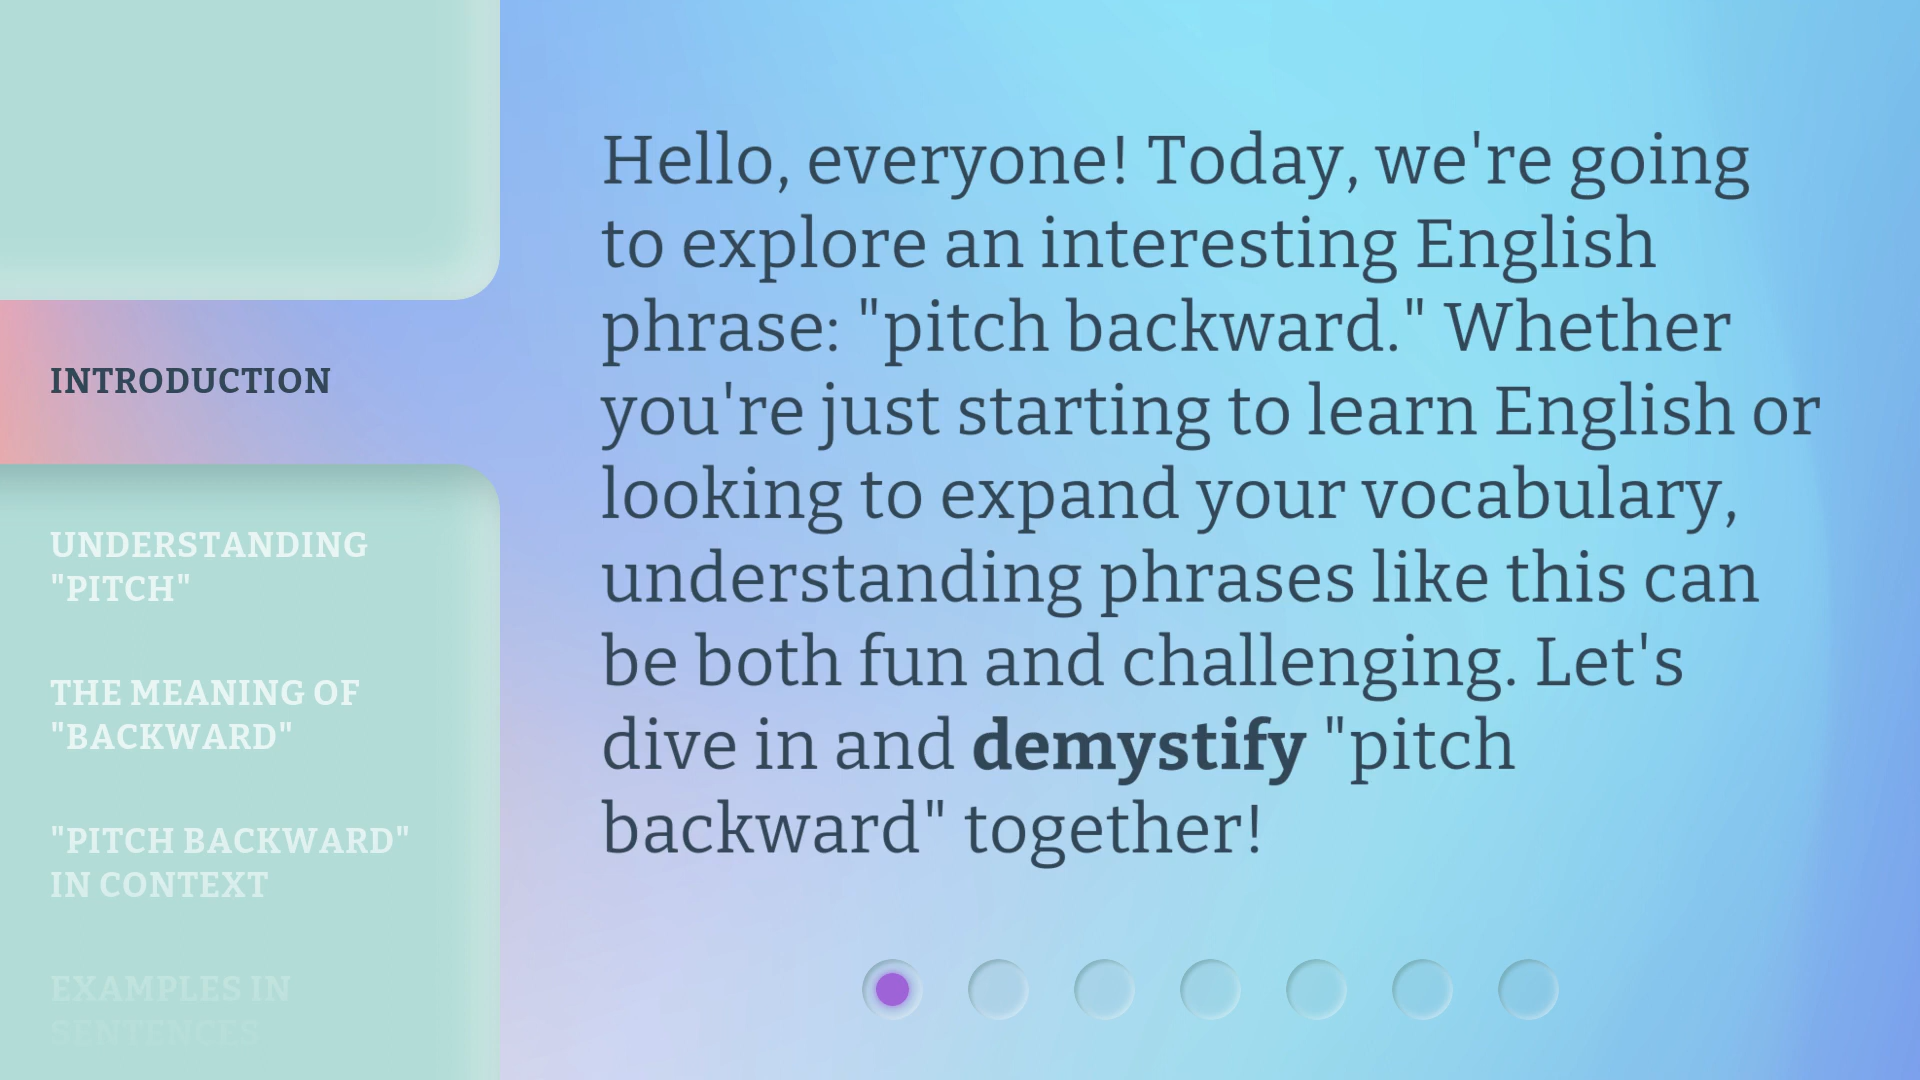 INTRODUCTION
UNDERSTANDING
"PITCH"
THE MEANING OF
"BACKWARD"
"PITCH BACKWARD"
IN CONTEXT
EXAMPLES IN
SENTENCES
Hello, everyone! Today, we're going
to explore an interesting English
phrase: "pitch backward." Whether
you're just starting to learn English or
looking to expand your vocabulary,
understanding phrases like this can
be both fun and challenging. Let's
dive in and demystify "pitch
backward" together!